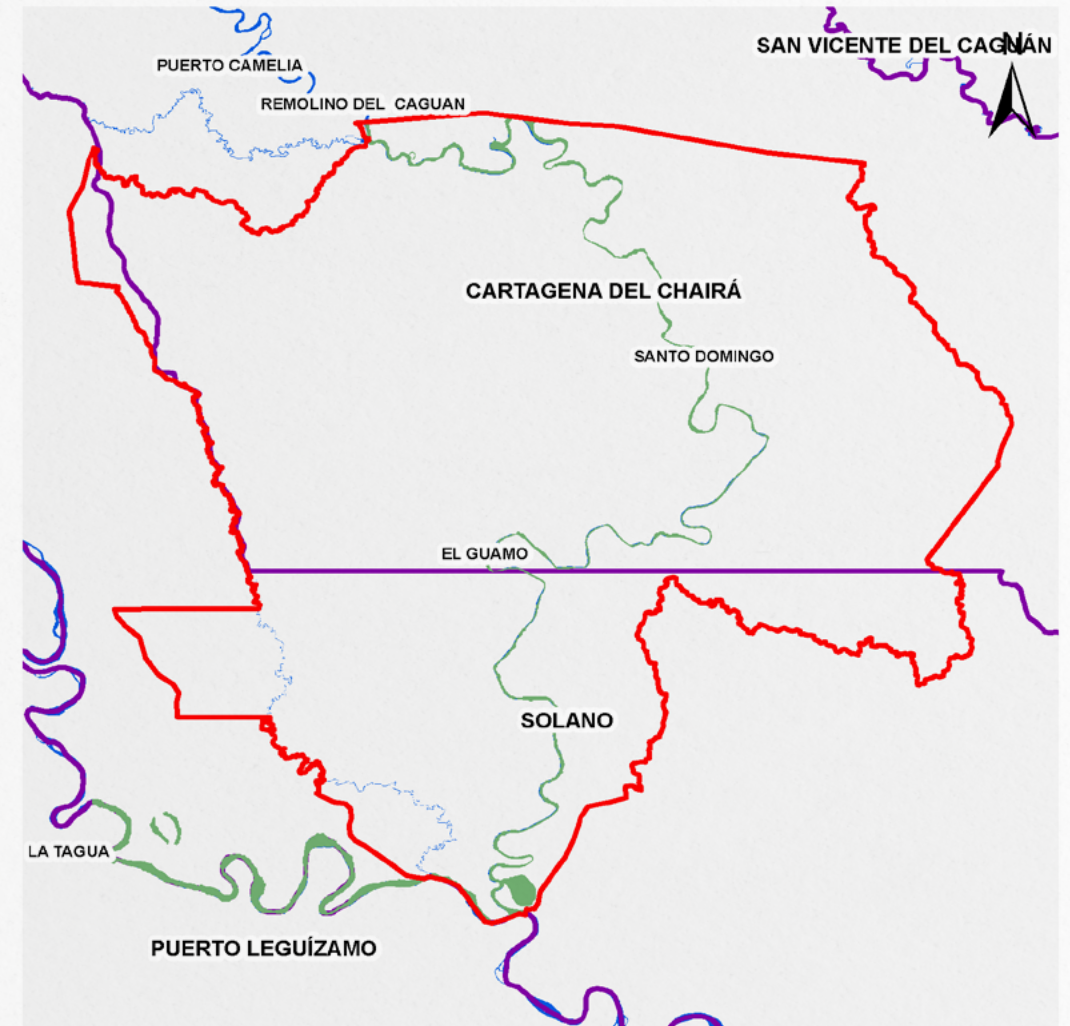 SAN VICENTE DEL CAGUÁN
N
PUERTO CAMELIA
REMOLINO DEL CAGUAN
CARTAGENA DEL CHAIRÁ
SANTO DOMINGO
EL GUAMO
SOLANO
LA TAGUA
PUERTO LEGUÍZAMO